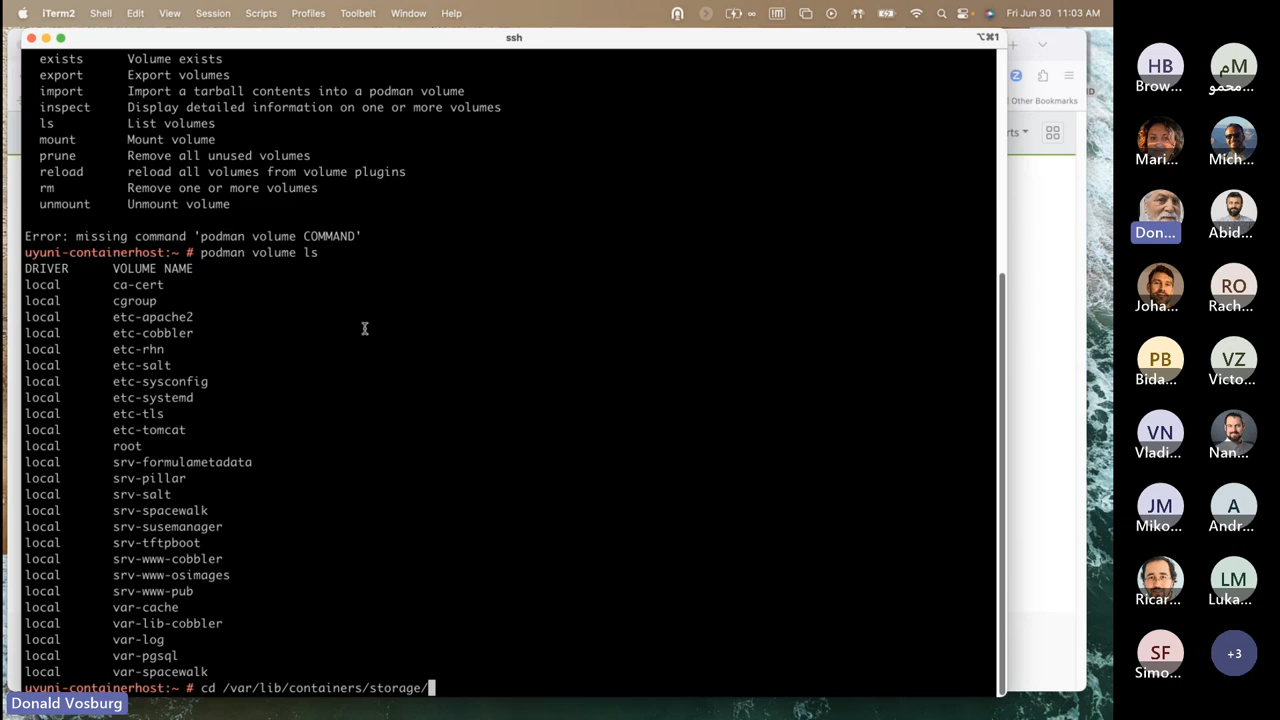 iTerm2 Shell Edit View Session Scripts Profiles Toolbelt Window Help Fri Jun 30 11:03 AM
ssh ⌥⌘1
exists Volume exists
export Export volumes
import Import a tarball contents into a podman volume
inspect Display detailed information on one or more volumes
ls List volumes
mount Mount volume
prune Remove all unused volumes
reload reload all volumes from volume plugins
rm Remove one or more volumes
unmount Unmount volume
Error: missing command 'podman volume COMMAND'
uyuni-containerhost:~ # podman volume ls
DRIVER VOLUME NAME
local ca-cert
local cgroup
local etc-apache2
local etc-cobbler
local etc-rhn
local etc-salt
local etc-sysconfig
local etc-systemd
local etc-tls
local etc-tomcat
local root
local srv-formulametadata
local srv-pillar
local srv-salt
local srv-spacewalk
local srv-susemanager
local srv-tftpboot
local srv-www-cobbler
local srv-www-osimages
local srv-www-pub
local var-cache
local var-lib-cobbler
local var-log
local var-pgsql
local var-spacewalk
uyuni-containerhost:~ # cd /var/lib/containers/storage/
Donald Vosburg
Z
Other Bookmarks
rts
HB
Brow...
م
محمو...
Mari...
Mich...
Don...
Abid...
Joha...
RO
Rach...
PB
Bida...
VZ
Victo...
VN
Vladi...
Nan...
JM
Miko...
A
Andr...
Ricar...
LM
Luka...
SF
Simo...
+3